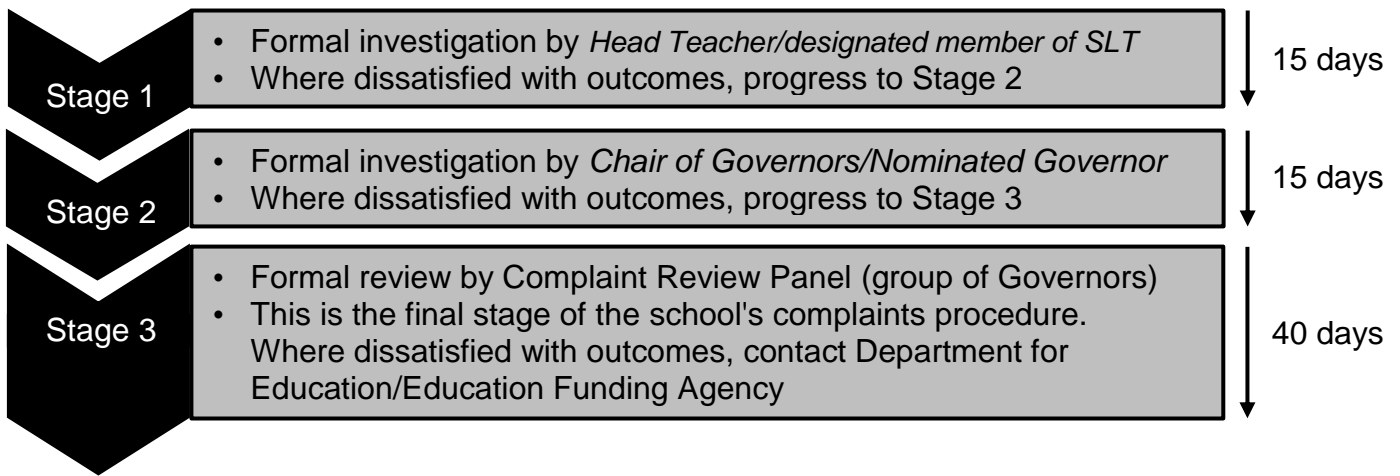 Stage 1
• Formal investigation by Head Teacher/designated member of SLT
• Where dissatisfied with outcomes, progress to Stage 2
15 days
Stage 2
• Formal investigation by Chair of Governors/Nominated Governor
• Where dissatisfied with outcomes, progress to Stage 3
15 days
Stage 3
• Formal review by Complaint Review Panel (group of Governors)
• This is the final stage of the school's complaints procedure.
Where dissatisfied with outcomes, contact Department for
Education/Education Funding Agency
40 days